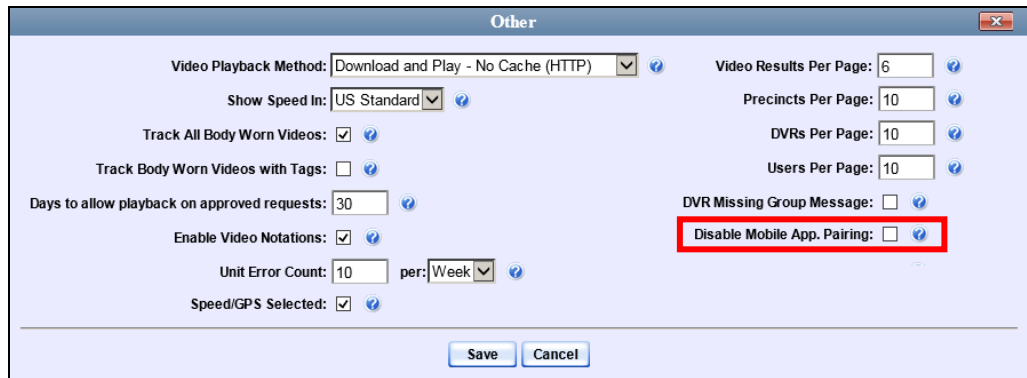 Other
Video Playback Method: Download and Play - No Cache (HTTP)
Show Speed In: US Standard
Track All Body Worn Videos:
Track Body Worn Videos with Tags:
Days to allow playback on approved requests: 30
Enable Video Notations:
Unit Error Count: 10 per: Week
Speed/GPS Selected:
Video Results Per Page: 6
Precincts Per Page: 10
DVRs Per Page: 10
Users Per Page: 10
DVR Missing Group Message:
Disable Mobile App. Pairing:
Save Cancel